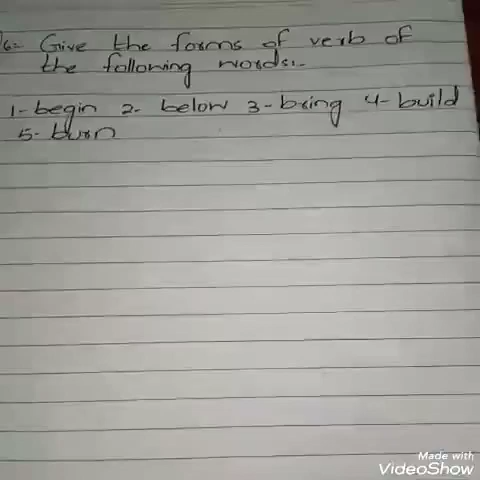 6- Give the forms of verb of
the following words:-
1- begin 2- below 3- bring 4- build
5- burn
Made with
VideoShow